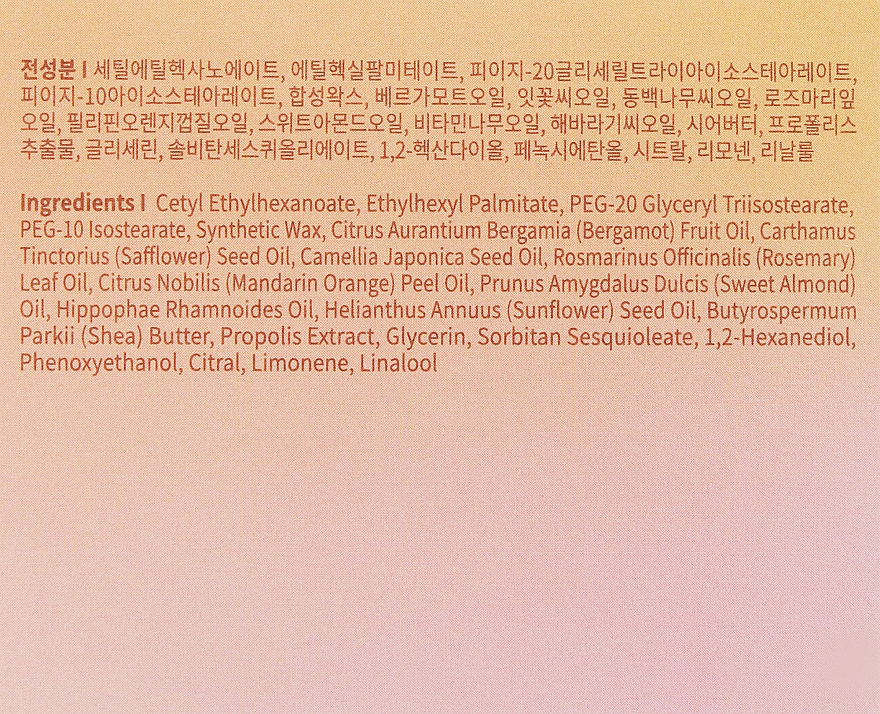 전성분 I 세틸에틸헥사노에이트, 에틸헥실팔미테이트, 피이지-20글리세릴트라이아이소스테아레이트,
피이지-10아이소스테아레이트, 합성왁스, 베르가모트오일, 잇꽃씨오일, 동백나무씨오일, 로즈마리잎
오일, 필리핀오렌지껍질오일, 스위트아몬드오일, 비타민나무오일, 해바라기씨오일, 시어버터, 프로폴리스
추출물, 글리세린, 솔비탄세스퀴올리에이트, 1,2-헥산다이올, 페녹시에탄올, 시트랄, 리모넨, 리날룰
Ingredients I Cetyl Ethylhexanoate, Ethylhexyl Palmitate, PEG-20 Glyceryl Triisostearate,
PEG-10 Isostearate, Synthetic Wax, Citrus Aurantium Bergamia (Bergamot) Fruit Oil, Carthamus
Tinctorius (Safflower) Seed Oil, Camellia Japonica Seed Oil, Rosmarinus Officinalis (Rosemary)
Leaf Oil, Citrus Nobilis (Mandarin Orange) Peel Oil, Prunus Amygdalus Dulcis (Sweet Almond)
Oil, Hippophae Rhamnoides Oil, Helianthus Annuus (Sunflower) Seed Oil, Butyrospermum
Parkii (Shea) Butter, Propolis Extract, Glycerin, Sorbitan Sesquioleate, 1,2-Hexanediol,
Phenoxyethanol, Citral, Limonene, Linalool